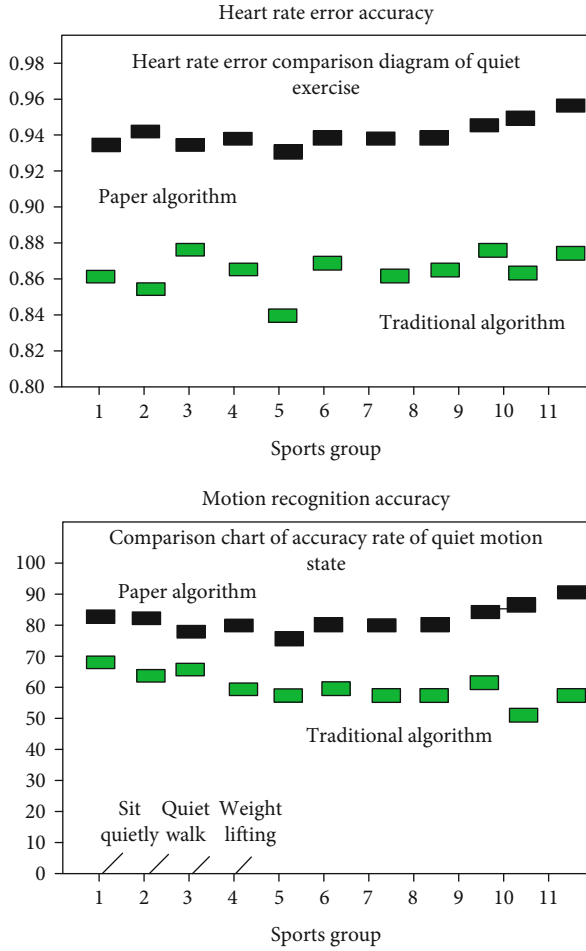 Heart rate error accuracy
Heart rate error comparison diagram of quiet
exercise
0.98
0.96
0.94
0.92
0.90
0.88
0.86
0.84
0.82
0.80
Paper algorithm
Traditional algorithm
1 2 3 4 5 6 7 8 9 10 11
Sports group
Motion recognition accuracy
Comparison chart of accuracy rate of quiet motion
state
100
90
80
70
60
50
40
30
20
10
0
Paper algorithm
Traditional algorithm
Sit
quietly
Quiet
walk
Weight
lifting
1 2 3 4 5 6 7 8 9 10 11
Sports group